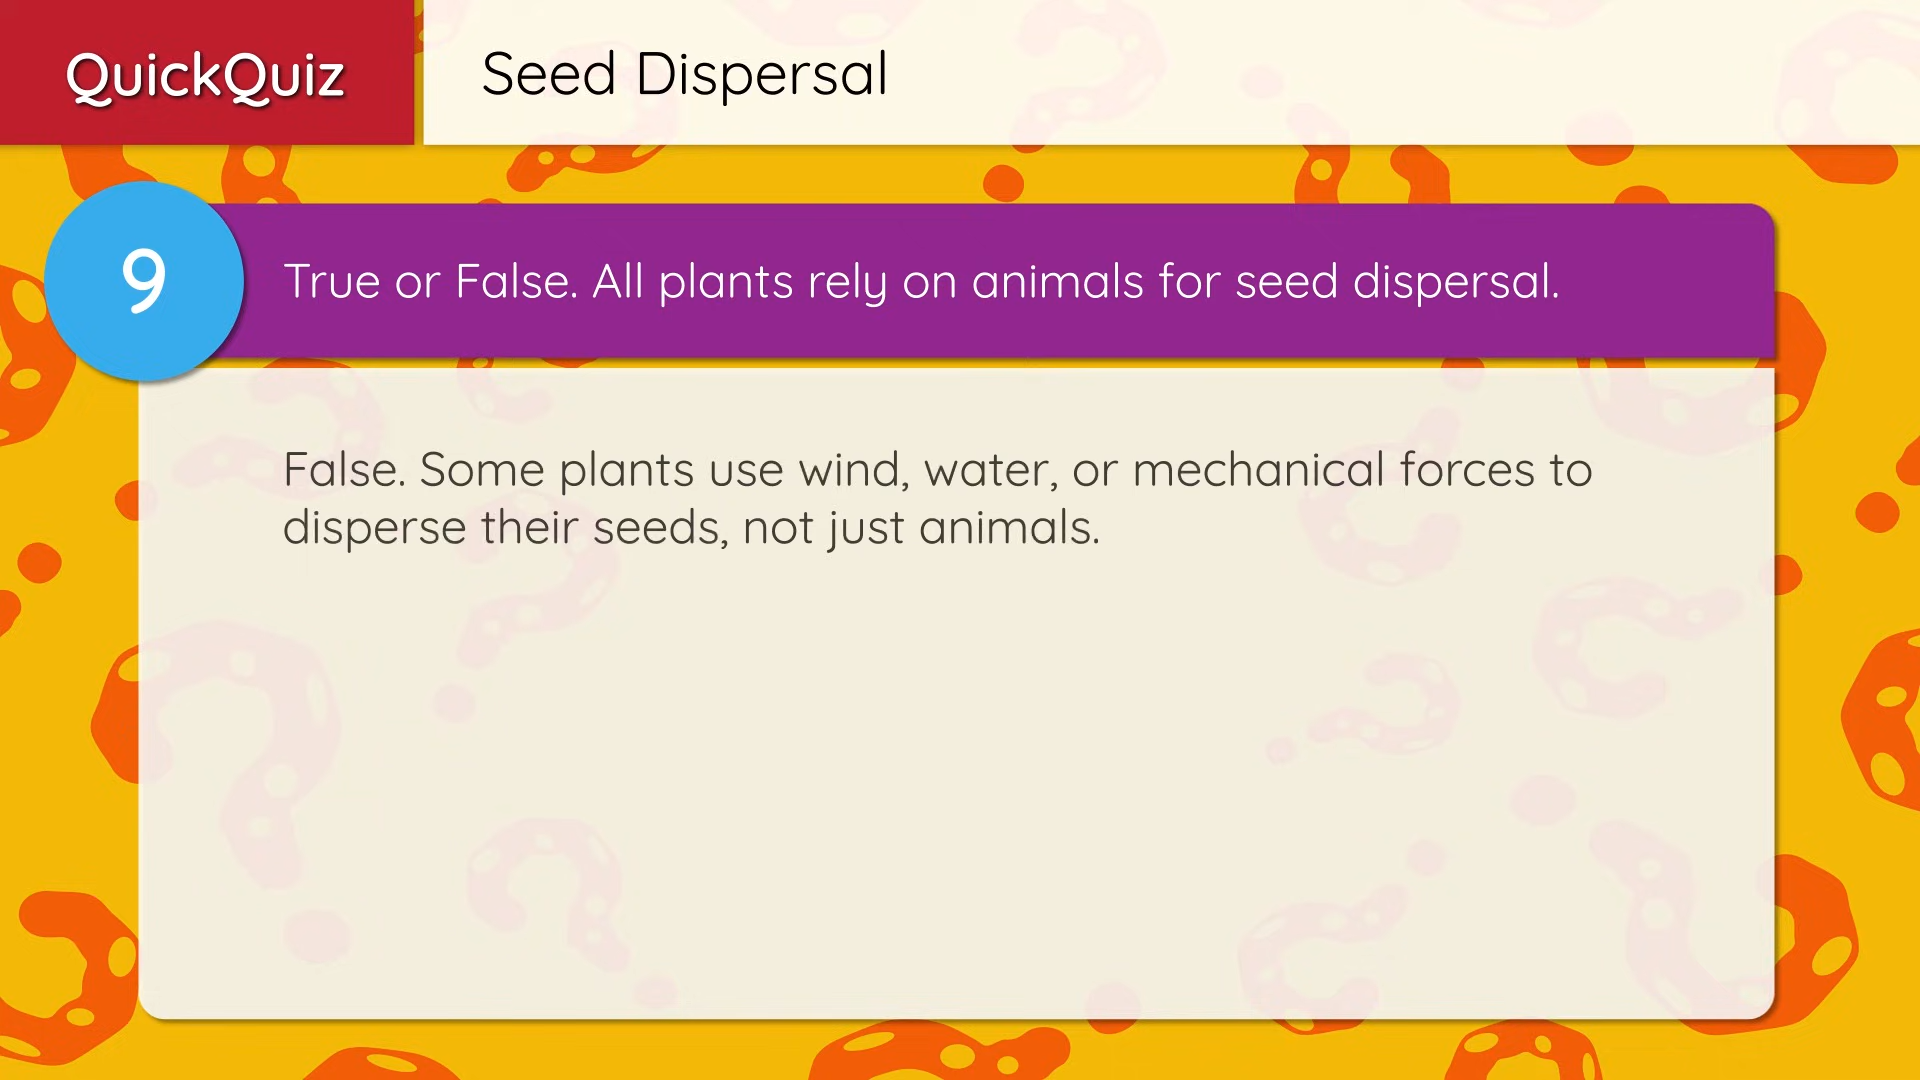 QuickQuiz
Seed Dispersal
9
True or False. All plants rely on animals for seed dispersal.
False. Some plants use wind, water, or mechanical forces to
disperse their seeds, not just animals.